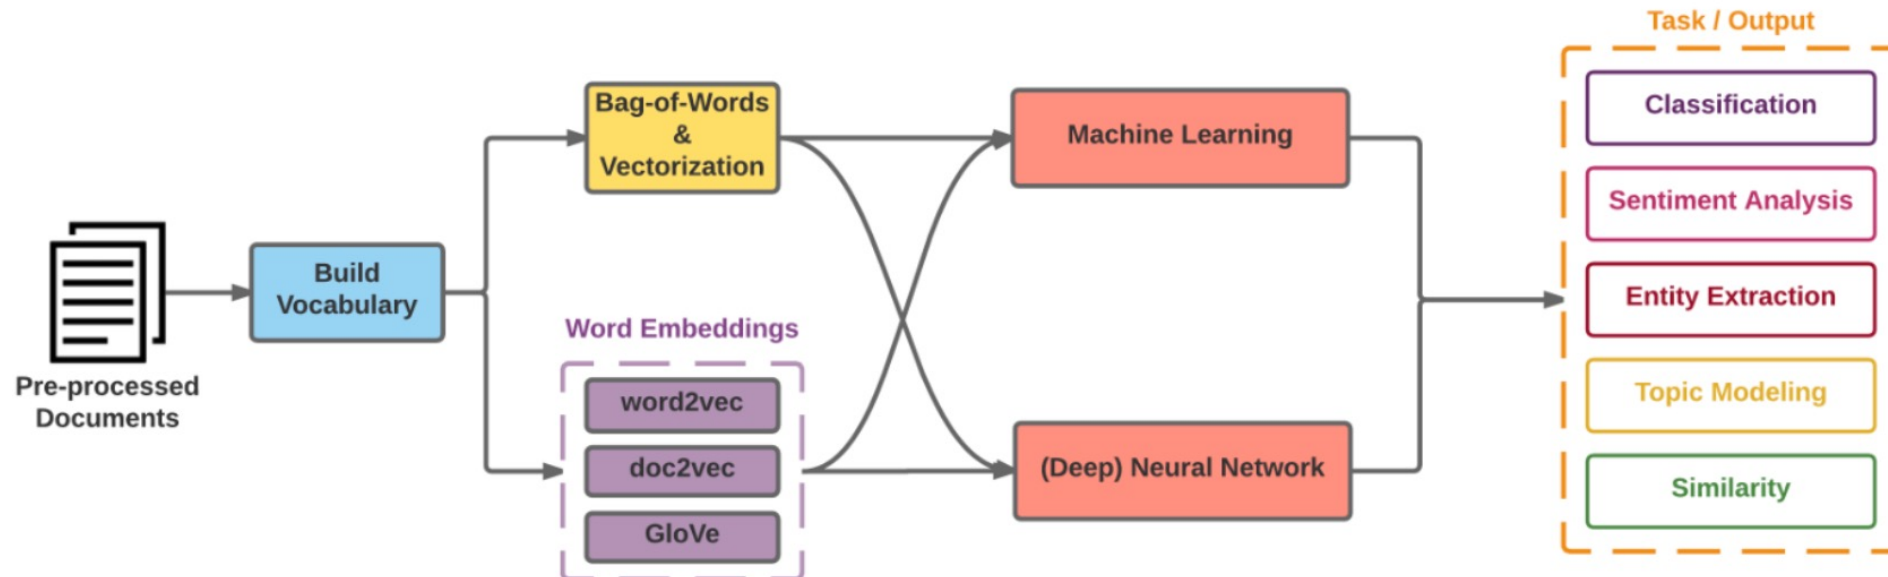 Pre-processed
Documents
Build
Vocabulary
Bag-of-Words
&
Vectorization
Word Embeddings
word2vec
doc2vec
GloVe
Machine Learning
(Deep) Neural Network
Task / Output
Classification
Sentiment Analysis
Entity Extraction
Topic Modeling
Similarity